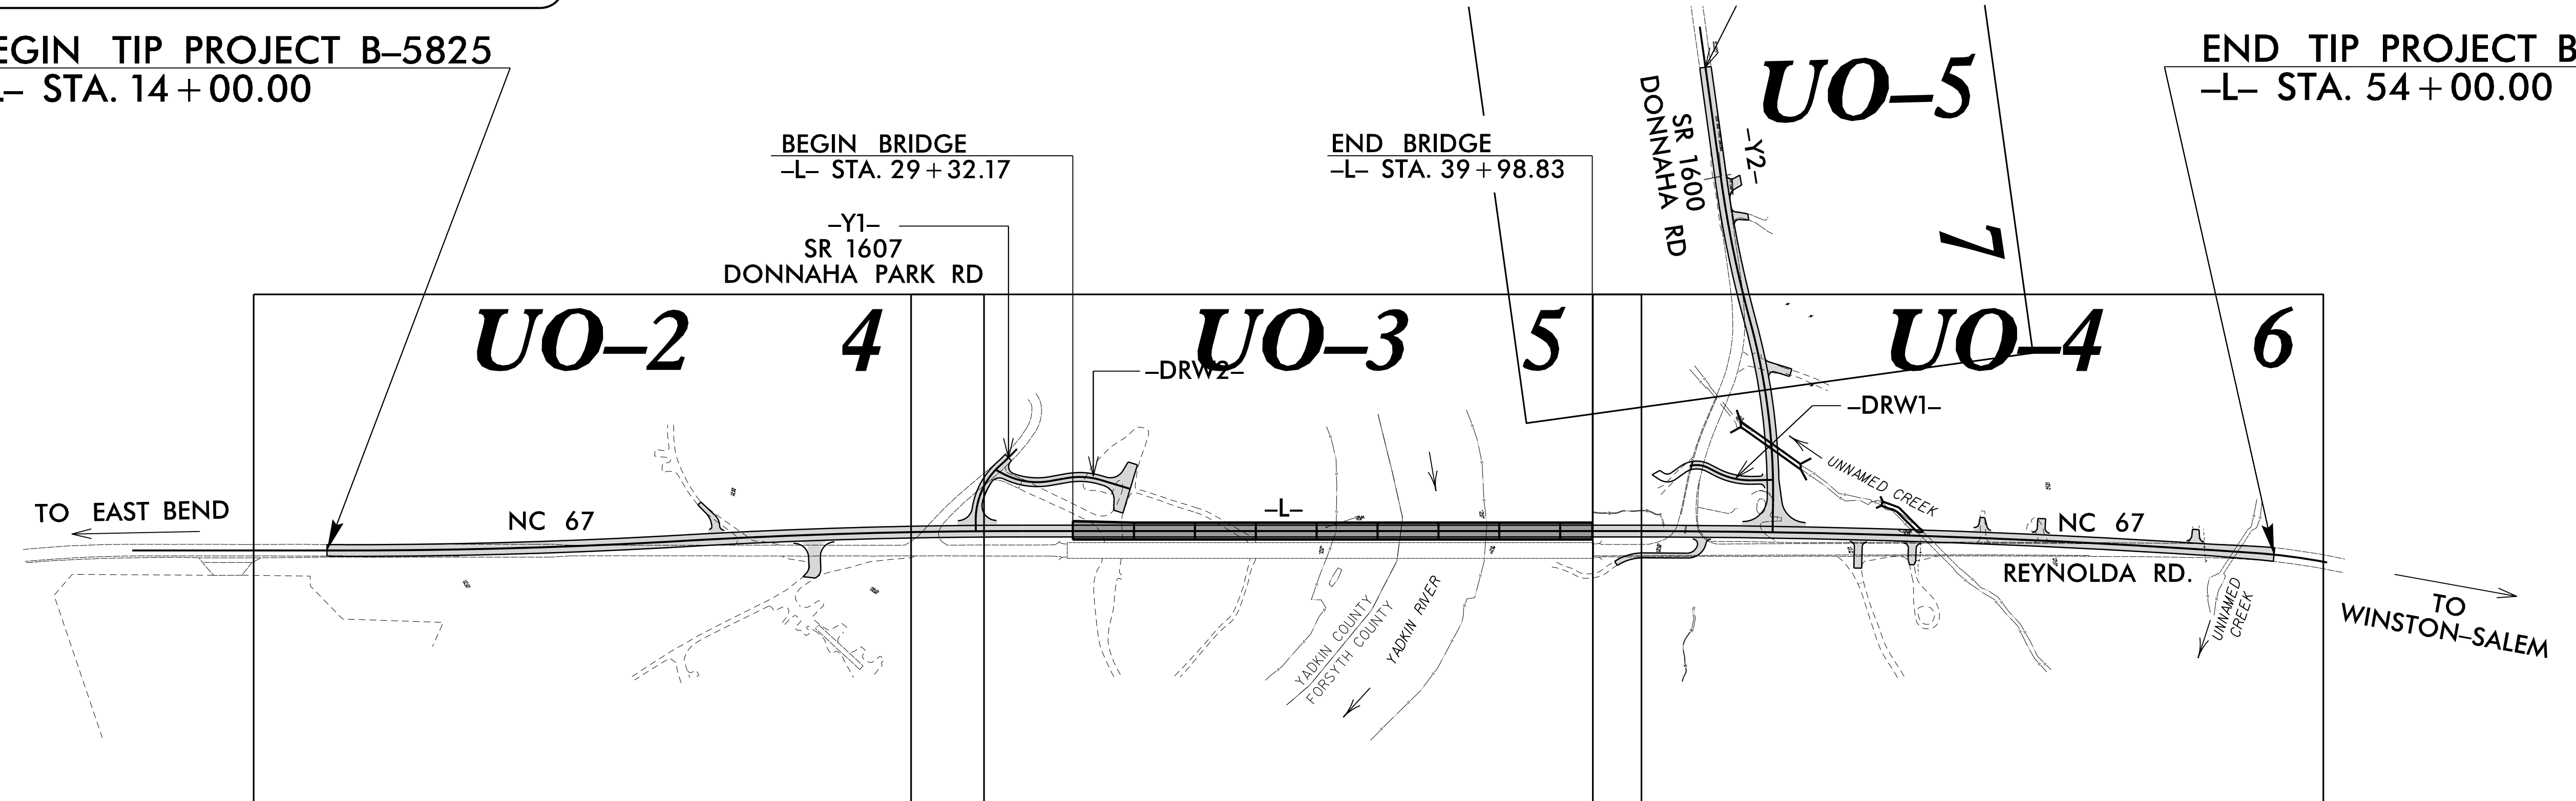 EGIN TIP PROJECT B–5825
L– STA. 14+00.00
END TIP PROJECT B
–L– STA. 54+00.00
BEGIN BRIDGE
–L– STA. 29+32.17
END BRIDGE
–L– STA. 39+98.83
–Y1–
SR 1607
DONNAHA PARK RD
SR 1600
DONNAHA RD
–Y2–
UO–5
7
UO–2
4
UO–3
5
UO–4
6
–DRW2–
–DRW1–
UNNAMED CREEK
TO EAST BEND
NC 67
–L–
NC 67
REYNOLDA RD.
YADKIN COUNTY
FORSYTH COUNTY
YADKIN RIVER
UNNAMED
CREEK
TO
WINSTON–SALEM